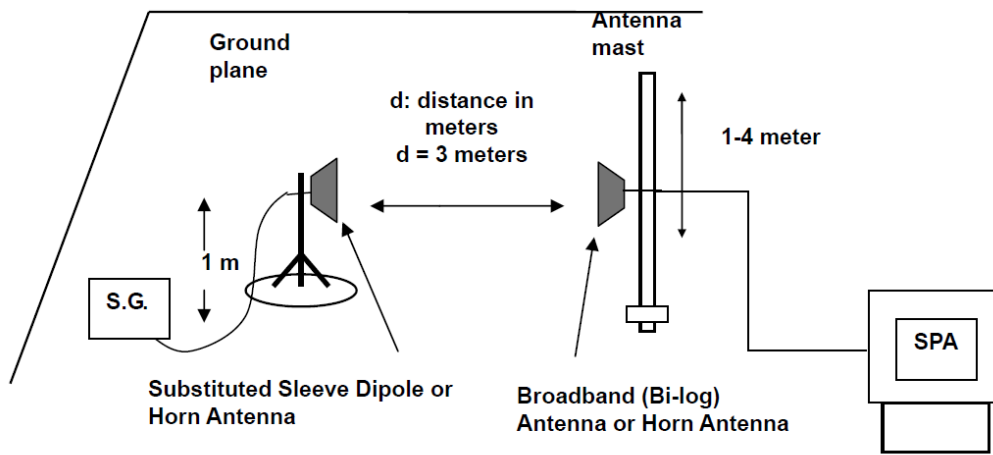 Antenna
mast
Ground
plane
d: distance in
meters
d = 3 meters
1-4 meter
1 m
S.G.
SPA
Substituted Sleeve Dipole or
Horn Antenna
Broadband (Bi-log)
Antenna or Horn Antenna